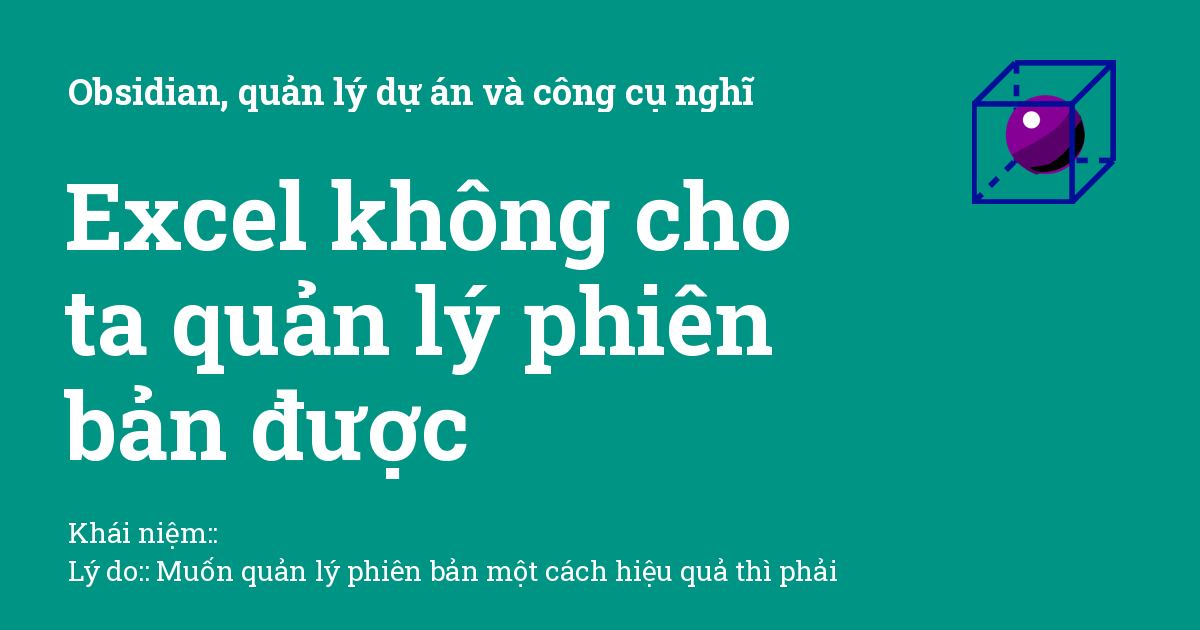 Obsidian, quản lý dự án và công cụ nghĩ
Excel không cho
ta quản lý phiên
bản được
Khái niệm::
Lý do:: Muốn quản lý phiên bản một cách hiệu quả thì phải